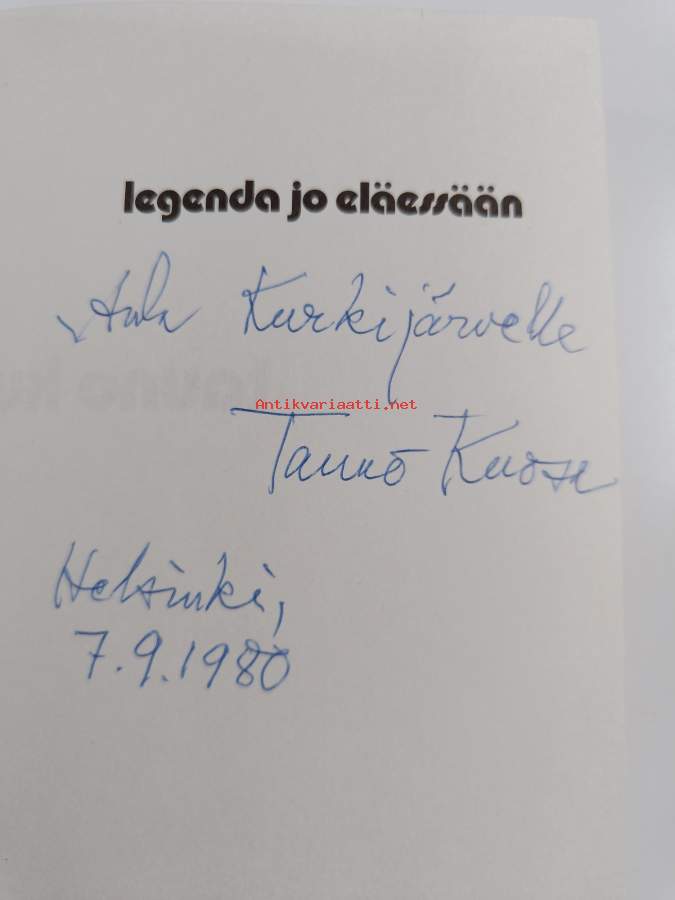 legenda jo eläessään
Kurkijärvelle
Antikvariaatti.net
Tauno Kuosa
Helsinki,
7.9.1980